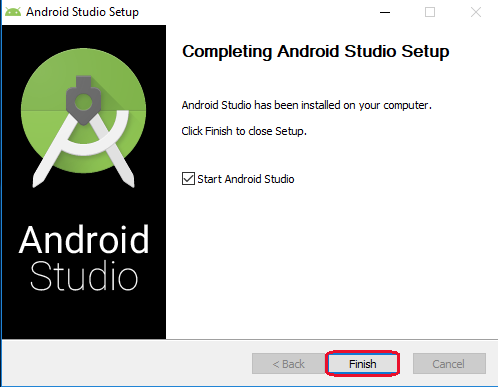 Android Studio Setup
Completing Android Studio Setup
Android Studio has been installed on your computer.
Click Finish to close Setup.
Start Android Studio
Android
Studio
< Back
Finish
Cancel